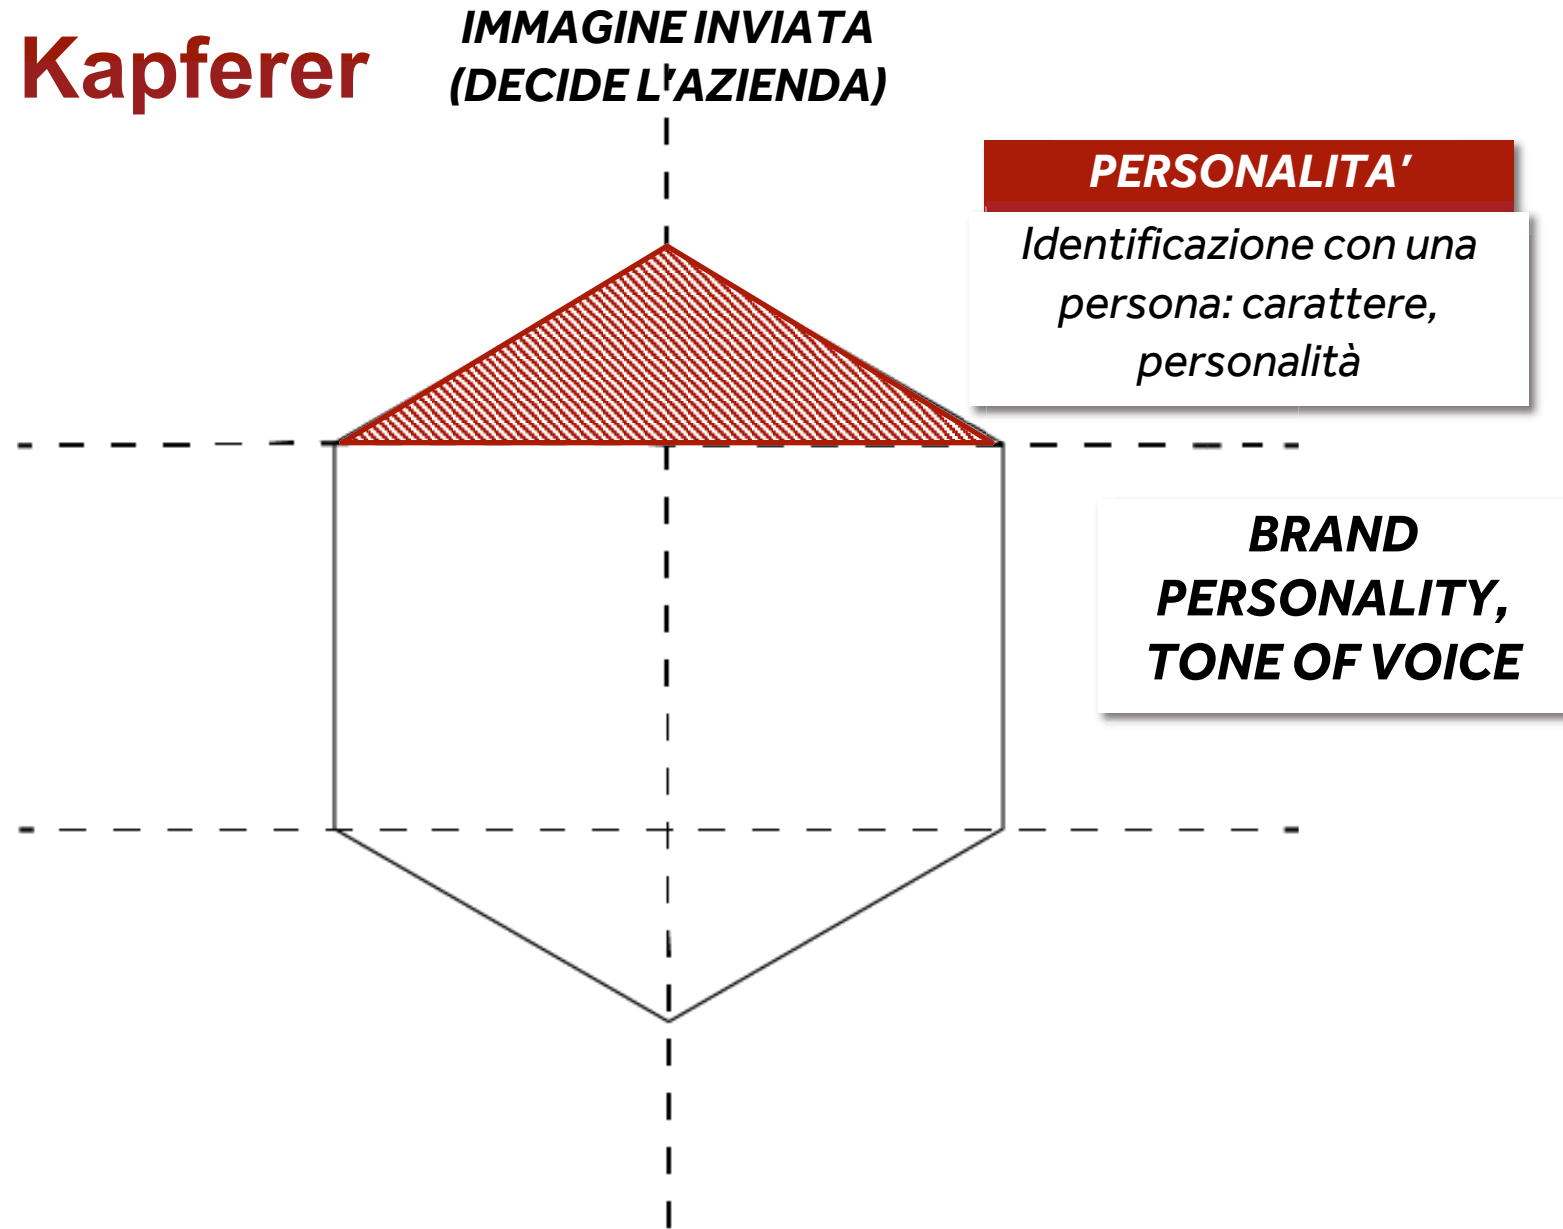 Kapferer
IMMAGINE INVIATA
(DECIDE L'AZIENDA)
PERSONALITA'
Identificazione con una
persona: carattere,
personalità
BRAND
PERSONALITY,
TONE OF VOICE